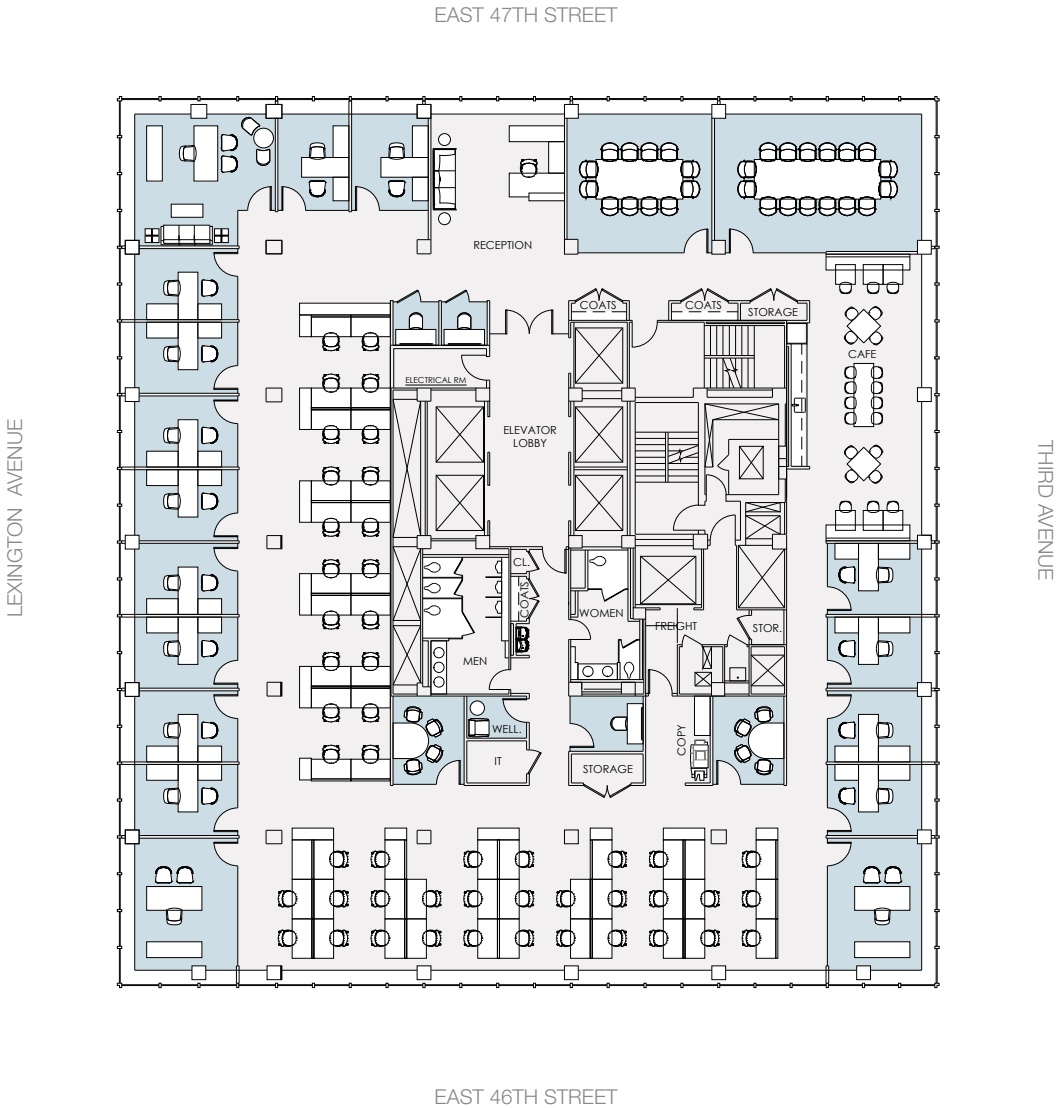 EAST 47TH STREET
RECEPTION
COATS
COATS
STORAGE
CAFE
ELECTRICAL RM
ELEVATOR
LOBBY
LEXINGTON AVENUE
THIRD AVENUE
CL.
COATS
WOMEN
FREIGHT
STOR.
MEN
WELL.
COPY
IT
STORAGE
EAST 46TH STREET